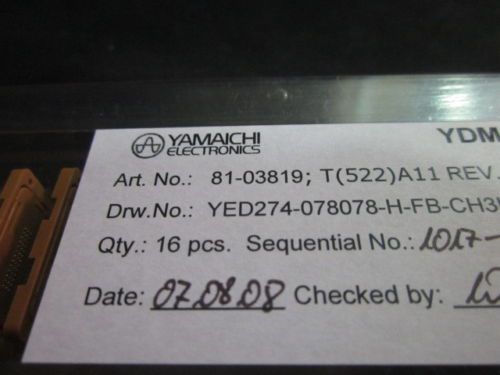 YAMAICHI YDM
ELECTRONICS
Art. No.: 81-03819; T(522)A11 REV.
Drw.No.: YED274-078078-H-FB-CH3
Qty.: 16 pcs. Sequential No.: 1017-
Date: 07.08.08 Checked by: